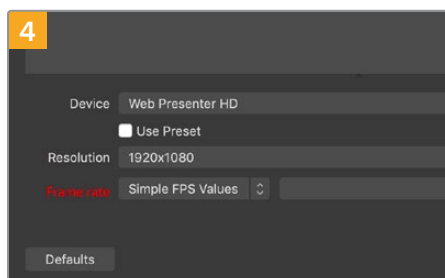 4
Device Web Presenter HD
Use Preset
Resolution 1920x1080
Frame rate Simple FPS Values
Defaults